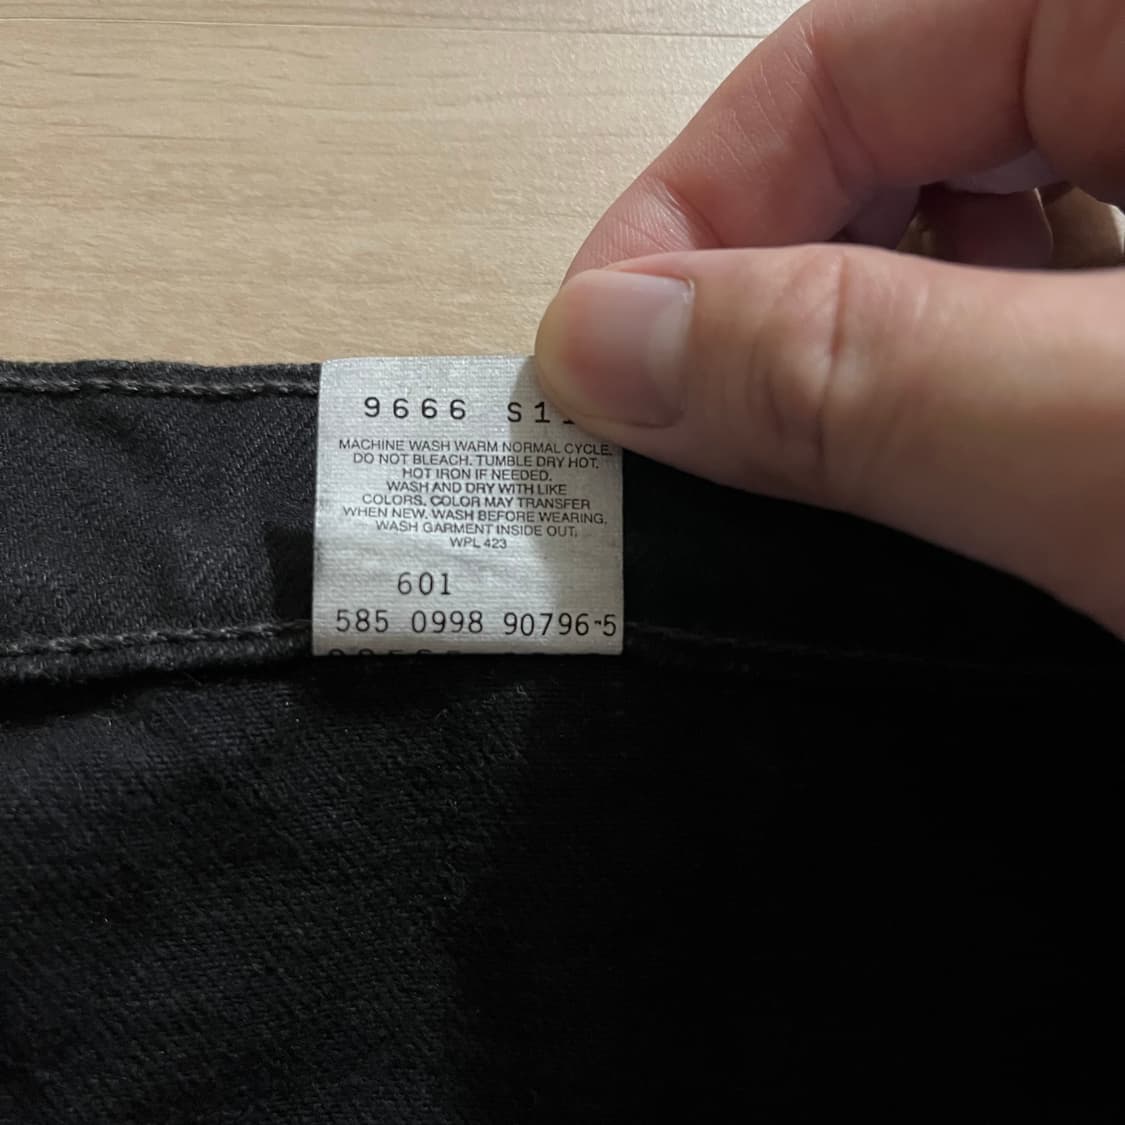 9666 S1
MACHINE WASH WARM NORMAL CYCLE.
DO NOT BLEACH. TUMBLE DRY HOT.
HOT IRON IF NEEDED.
WASH AND DRY WITH LIKE
COLORS. COLOR MAY TRANSFER
WHEN NEW. WASH BEFORE WEARING.
WASH GARMENT INSIDE OUT.
WPL 423
601
585 0998 90796-5